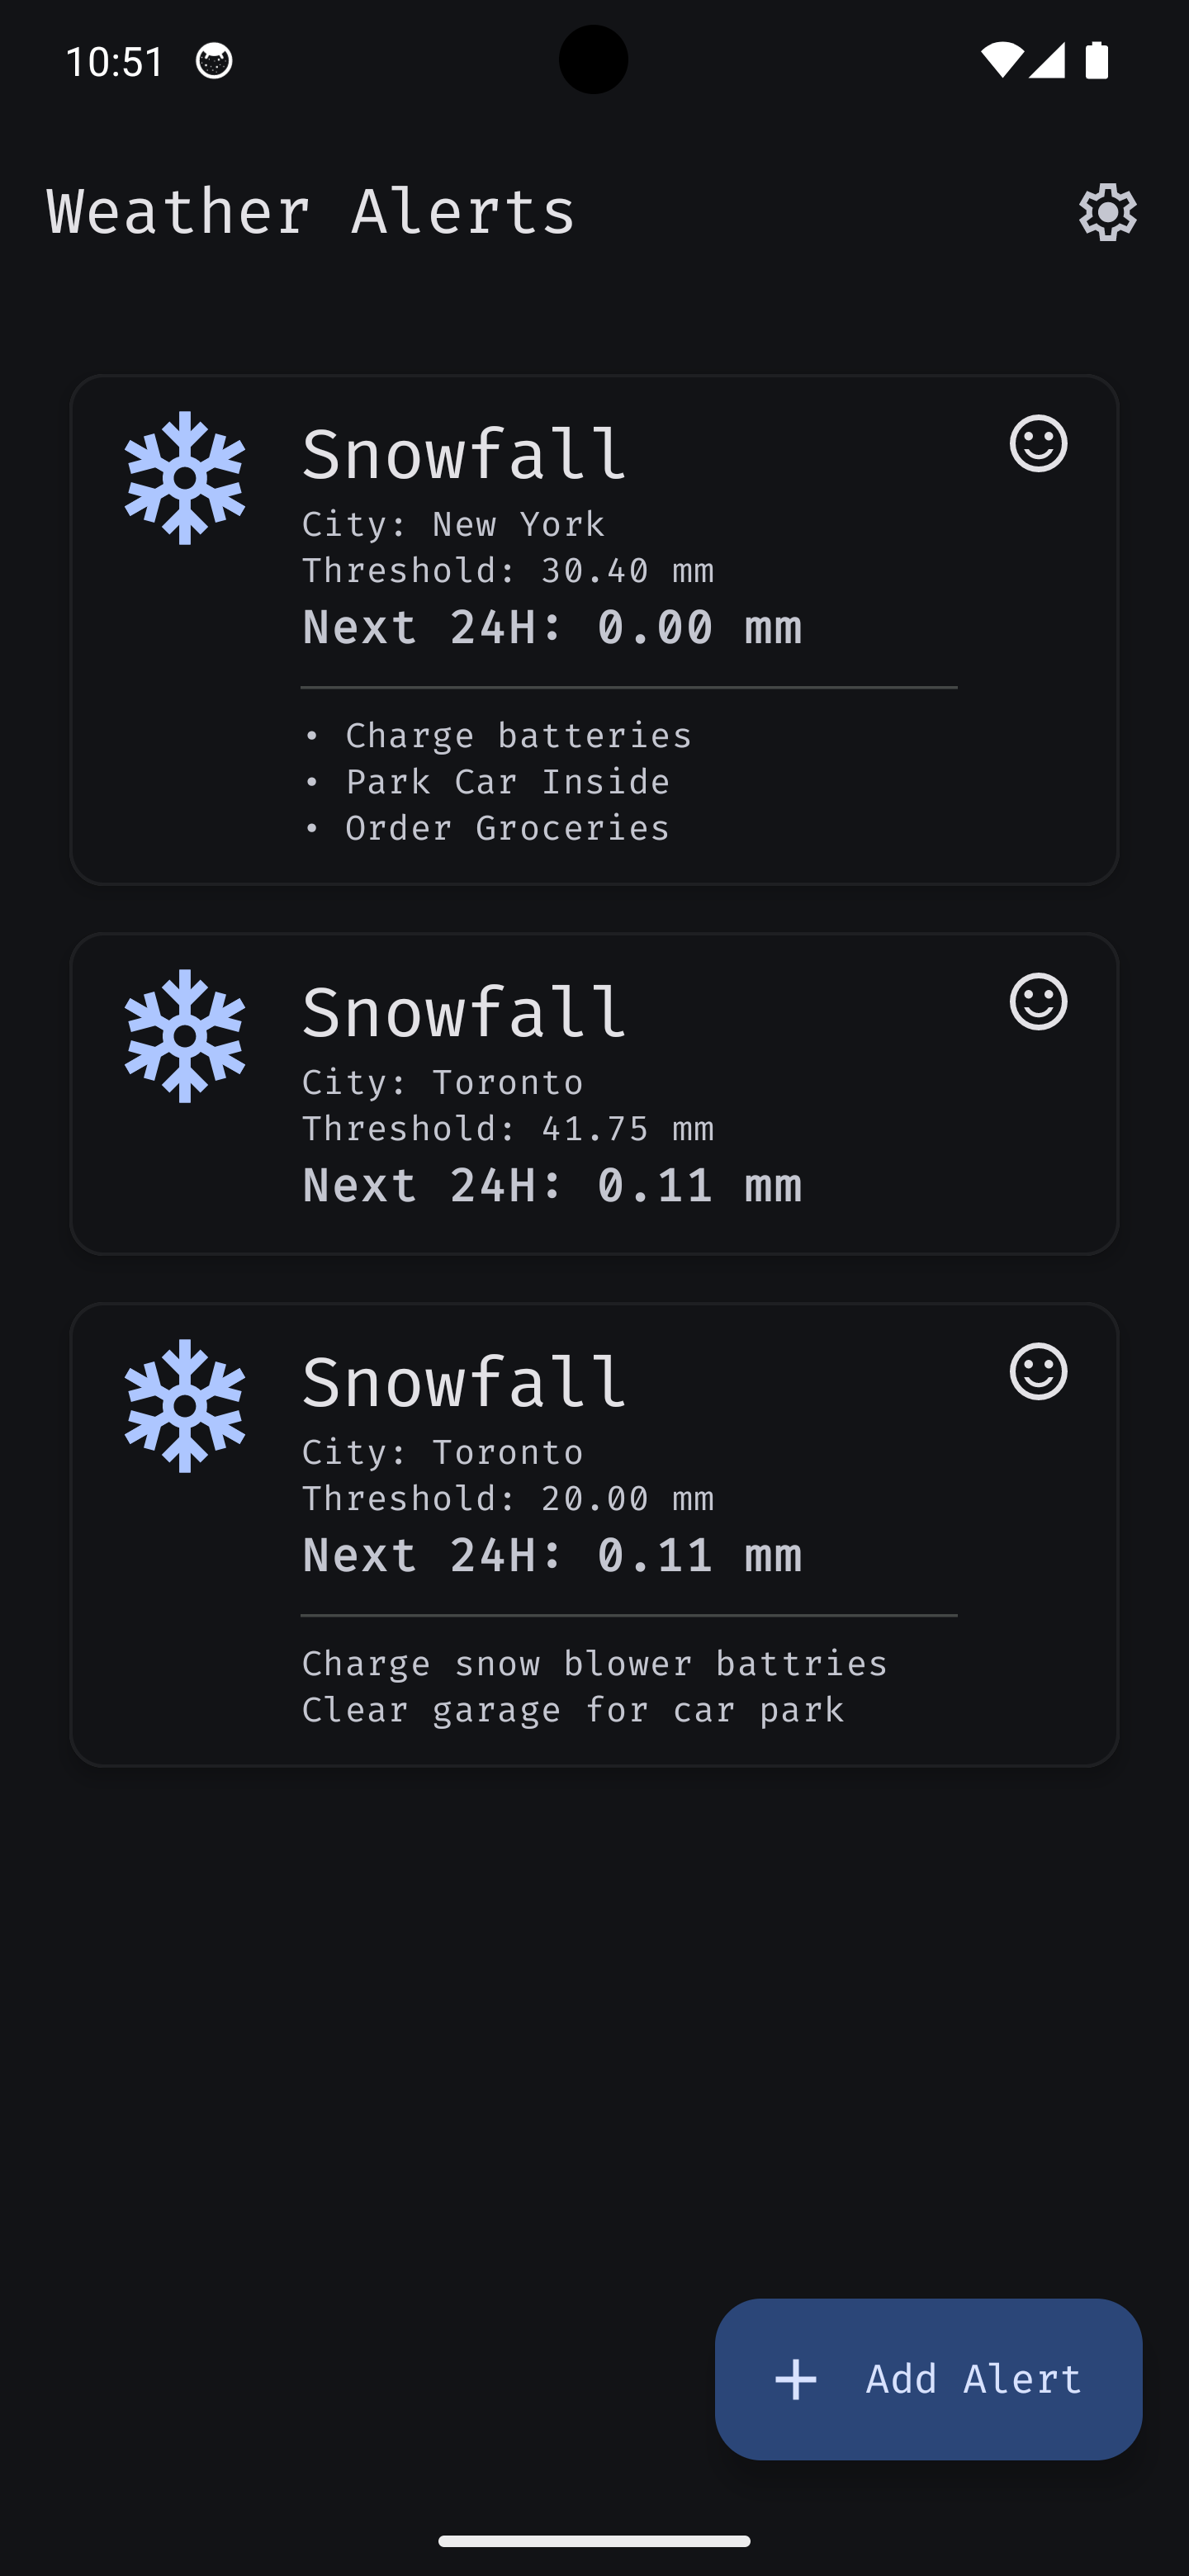 10:51
Weather Alerts
Snowfall
City: New York
Threshold: 30.40 mm
Next 24H: 0.00 mm
• Charge batteries
• Park Car Inside
• Order Groceries
Snowfall
City: Toronto
Threshold: 41.75 mm
Next 24H: 0.11 mm
Snowfall
City: Toronto
Threshold: 20.00 mm
Next 24H: 0.11 mm
Charge snow blower battries
Clear garage for car park
Add Alert